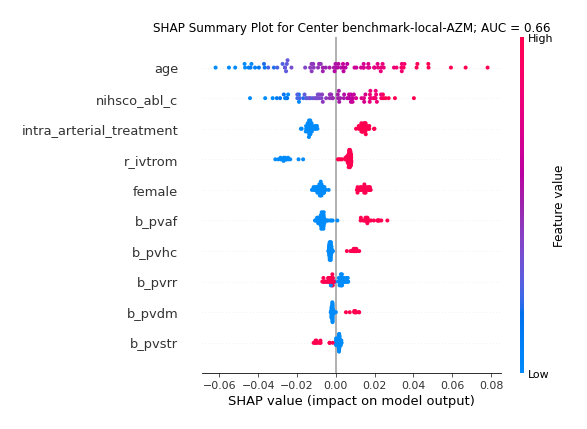 SHAP Summary Plot for Center benchmark-local-AZM; AUC = 0.66
High
age
nihsco_abl_c
intra_arterial_treatment
r_ivtrom
female
b_pvaf
b_pvhc
b_pvrr
b_pvdm
b_pvstr
Feature value
Low
−0.06 −0.04 −0.02 0.00 0.02 0.04 0.06 0.08
SHAP value (impact on model output)